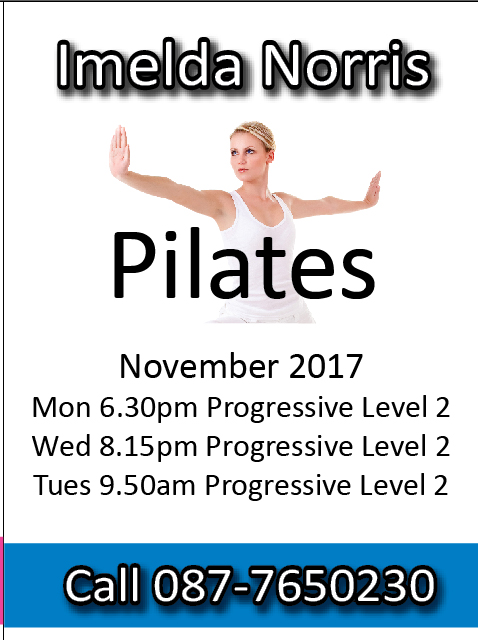 Imelda Norris
Pilates
November 2017
Mon 6.30pm Progressive Level 2
Wed 8.15pm Progressive Level 2
Tues 9.50am Progressive Level 2
Call 087-7650230